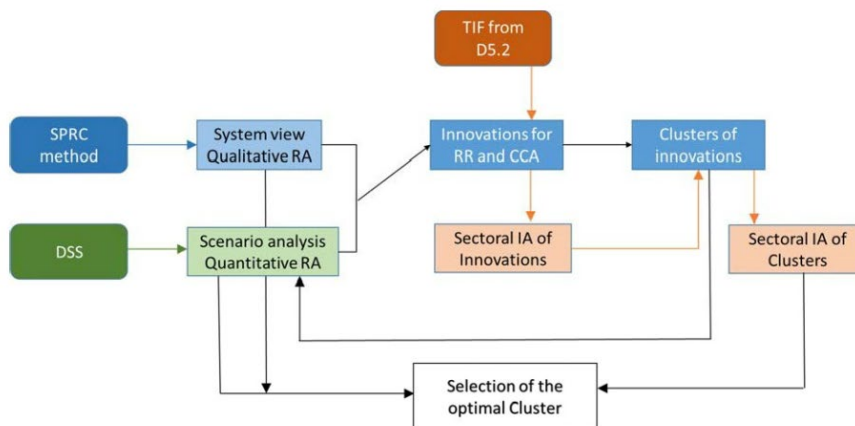 TIF from
D5.2
SPRC
method
System view
Qualitative RA
Innovations for
RR and CCA
Clusters of
innovations
DSS
Scenario analysis
Quantitative RA
Sectoral IA of
Innovations
Sectoral IA of
Clusters
Selection of the
optimal Cluster